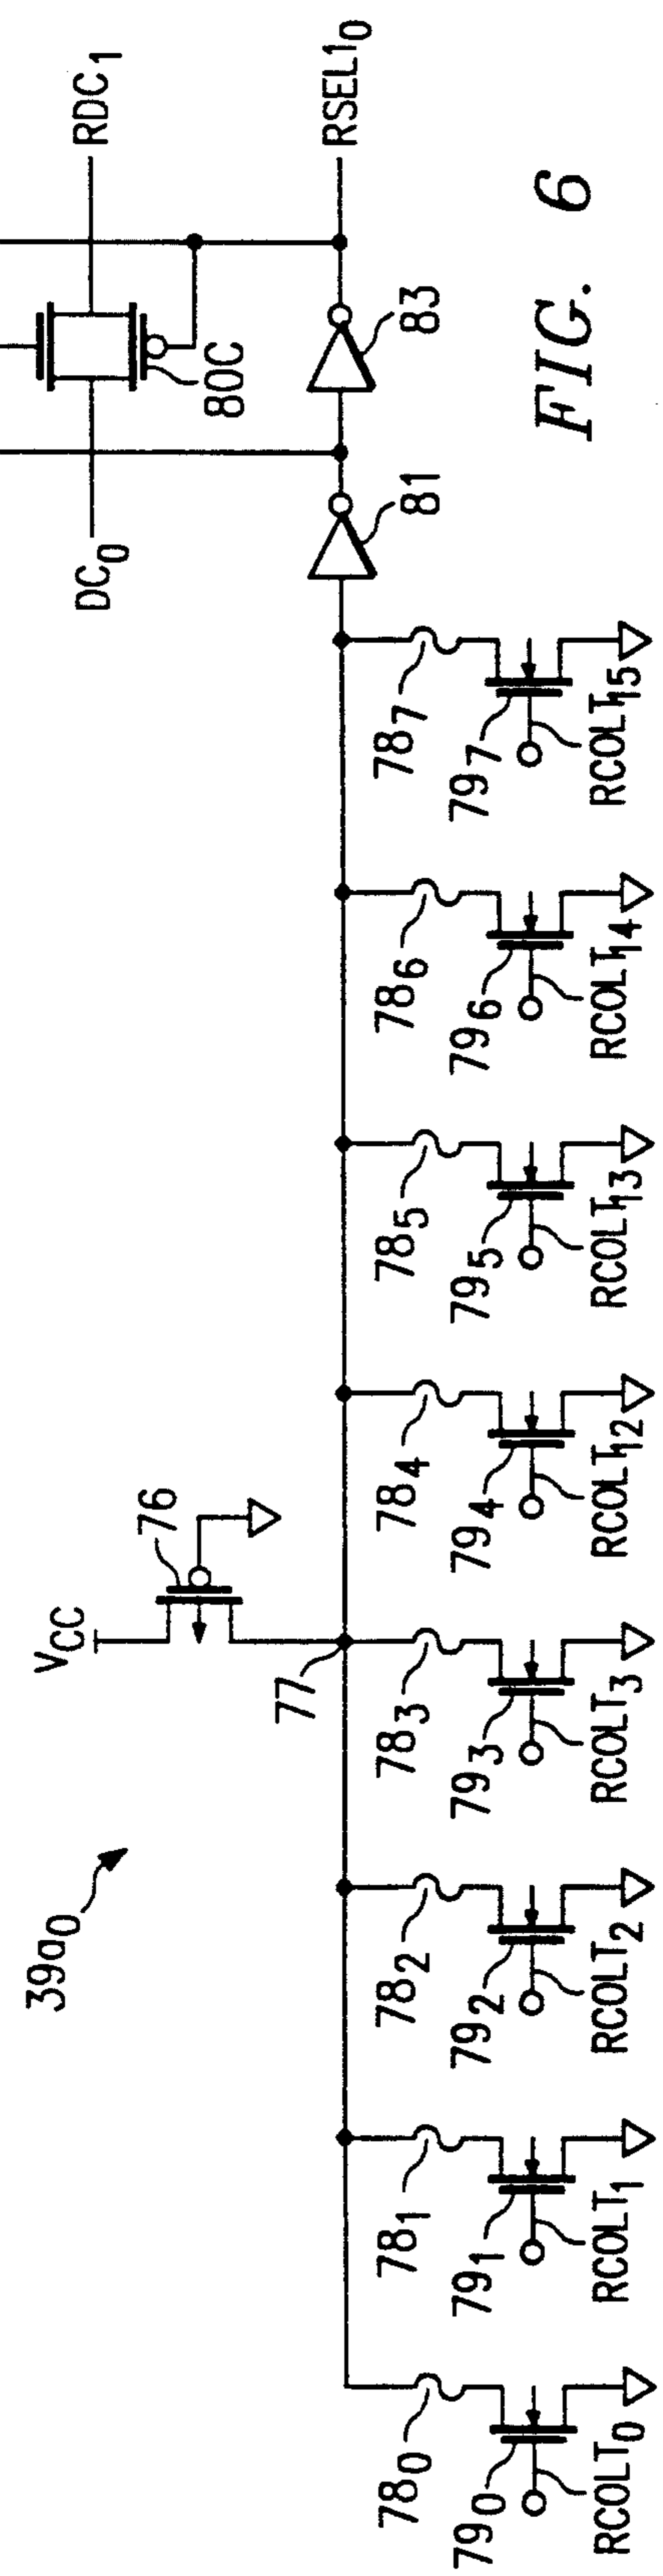 39a0
VCC
76
77
DC0
RDC1
80C
81
83
RSEL10
780
781
782
783
784
785
786
787
790
791
792
793
794
795
796
797
RCOLT0
RCOLT1
RCOLT2
RCOLT3
RCOLT12
RCOLT13
RCOLT14
RCOLT15
FIG. 6